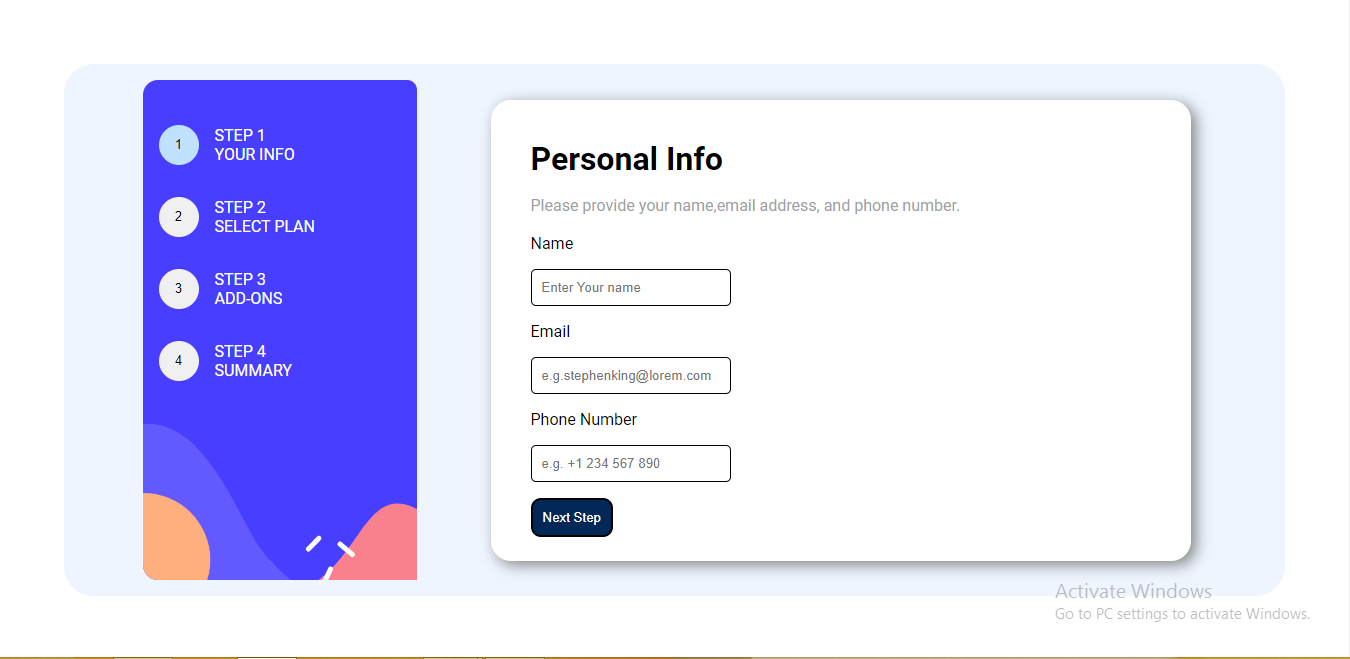 1
STEP 1
YOUR INFO
2
STEP 2
SELECT PLAN
3
STEP 3
ADD-ONS
4
STEP 4
SUMMARY
Personal Info
Please provide your name,email address, and phone number.
Name
Enter Your name
Email
e.g.stephenking@lorem.com
Phone Number
e.g. +1 234 567 890
Next Step
Activate Windows
Go to PC settings to activate Windows.